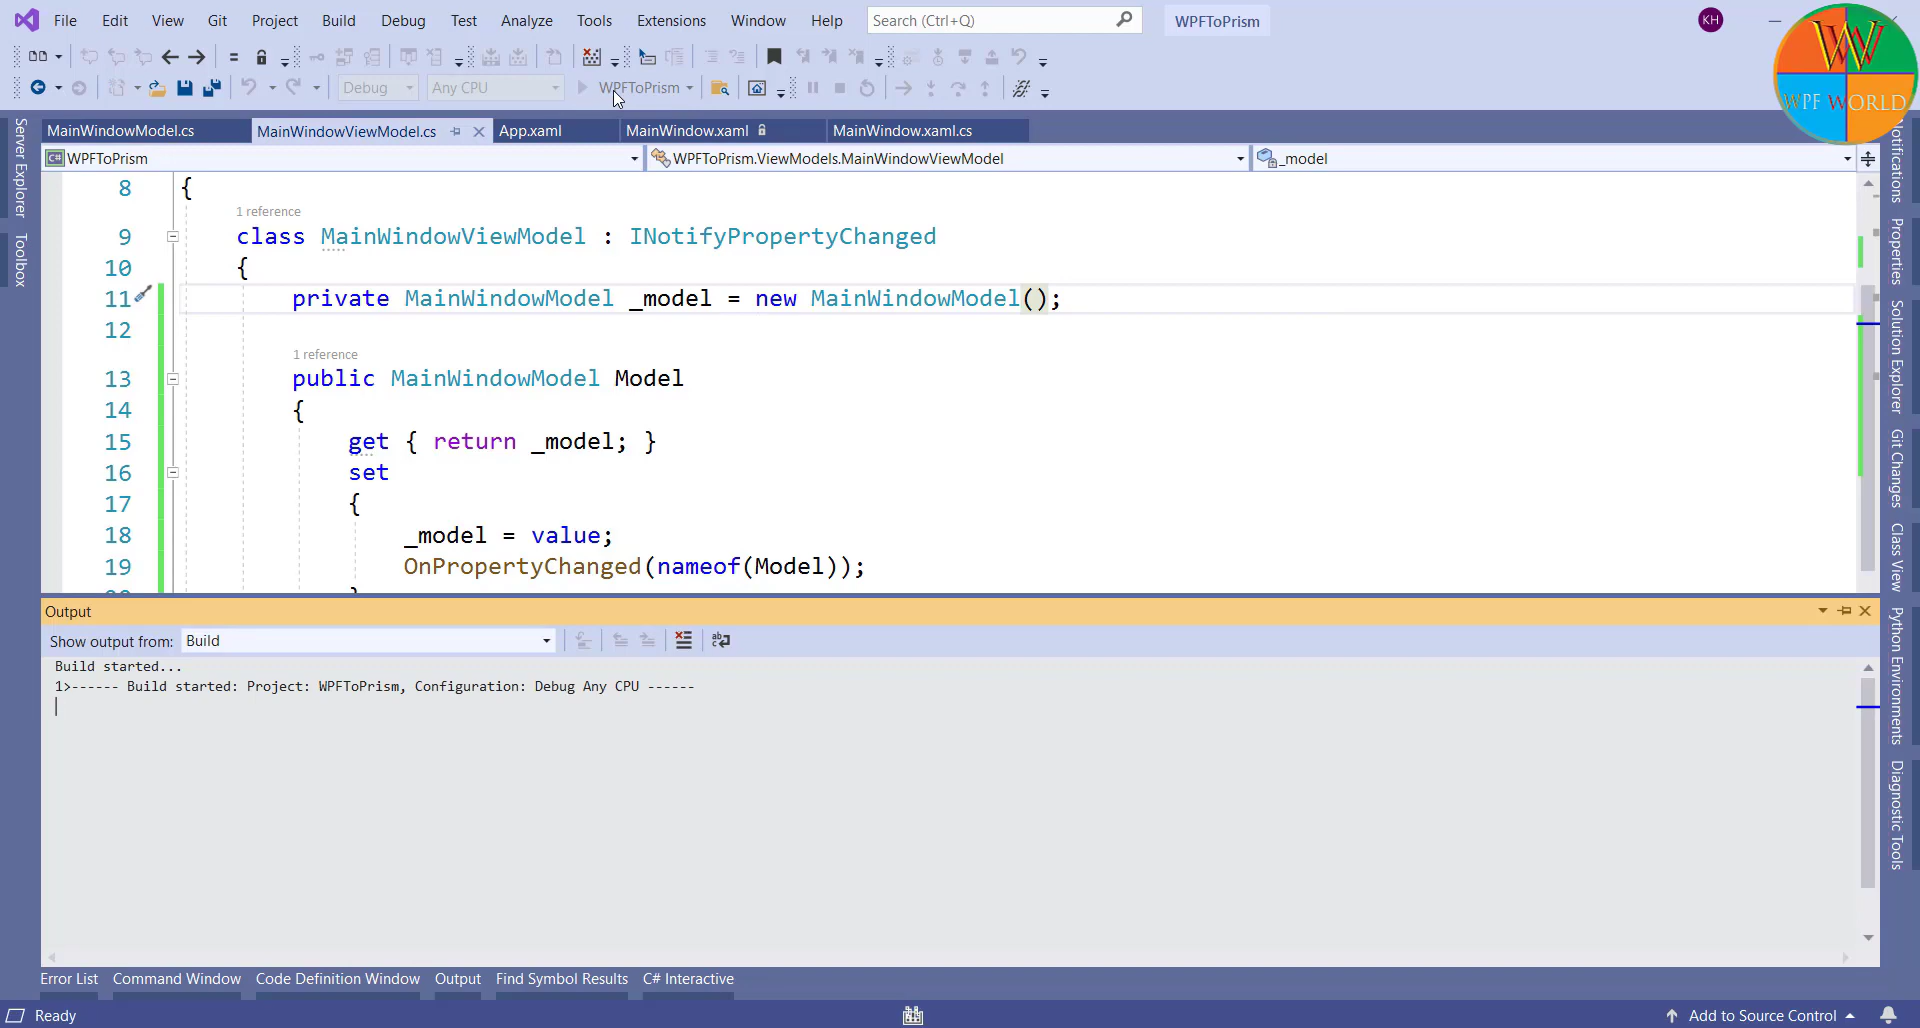 File Edit View Git Project Build Debug Test Analyze Tools Extensions Window Help Search (Ctrl+Q) WPFToPrism KH
Debug Any CPU WPFToPrism
W
WPF WORLD
MainWindowModel.cs MainWindowViewModel.cs App.xaml MainWindow.xaml MainWindow.xaml.cs
C# WPFToPrism WPFToPrism.ViewModels.MainWindowViewModel _model
Server Explorer
Toolbox
8 {
1 reference
9 class MainWindowViewModel : INotifyPropertyChanged
10 {
11 private MainWindowModel _model = new MainWindowModel();
12
1 reference
13 public MainWindowModel Model
14 {
15 get { return _model; }
16 set
17 {
18 _model = value;
19 OnPropertyChanged(nameof(Model));
Notifications
Properties
Solution Explorer
Git Changes
Class View
Python Environments
Diagnostic Tools
Output
Show output from: Build
Build started...
1>------ Build started: Project: WPFToPrism, Configuration: Debug Any CPU ------
Error List Command Window Code Definition Window Output Find Symbol Results C# Interactive
Ready Add to Source Control